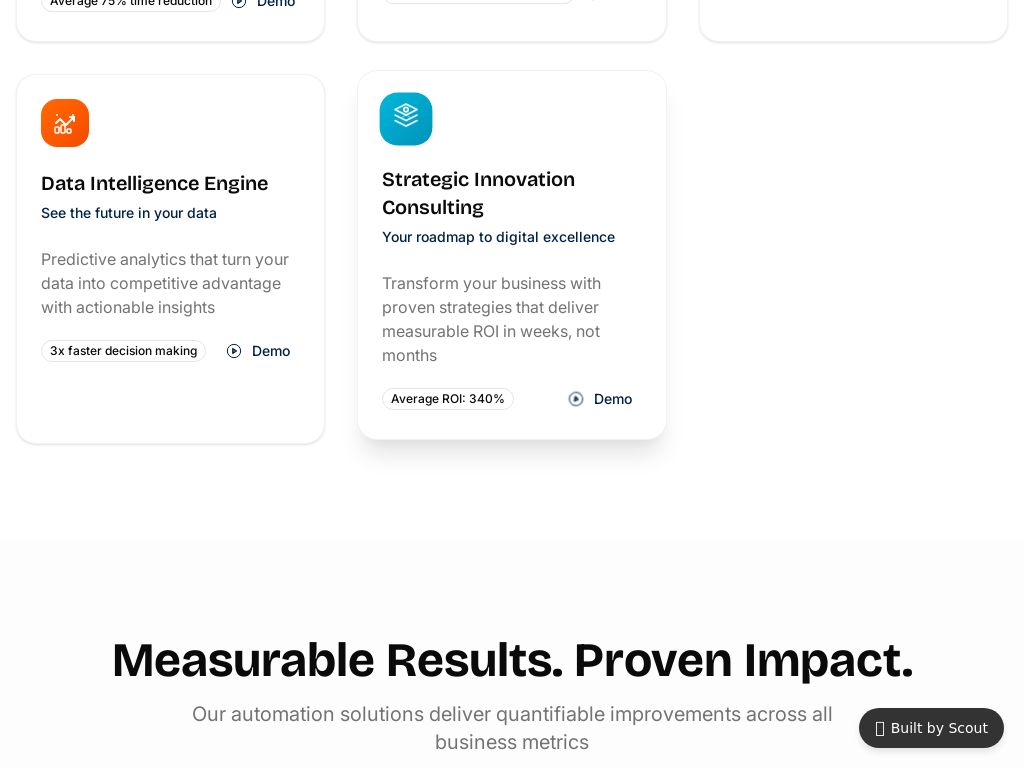 Average 75% time reduction
Demo
Data Intelligence Engine
See the future in your data
Predictive analytics that turn your
data into competitive advantage
with actionable insights
3x faster decision making
Demo
Strategic Innovation
Consulting
Your roadmap to digital excellence
Transform your business with
proven strategies that deliver
measurable ROI in weeks, not
months
Average ROI: 340%
Demo
Measurable Results. Proven Impact.
Our automation solutions deliver quantifiable improvements across all
business metrics
Built by Scout